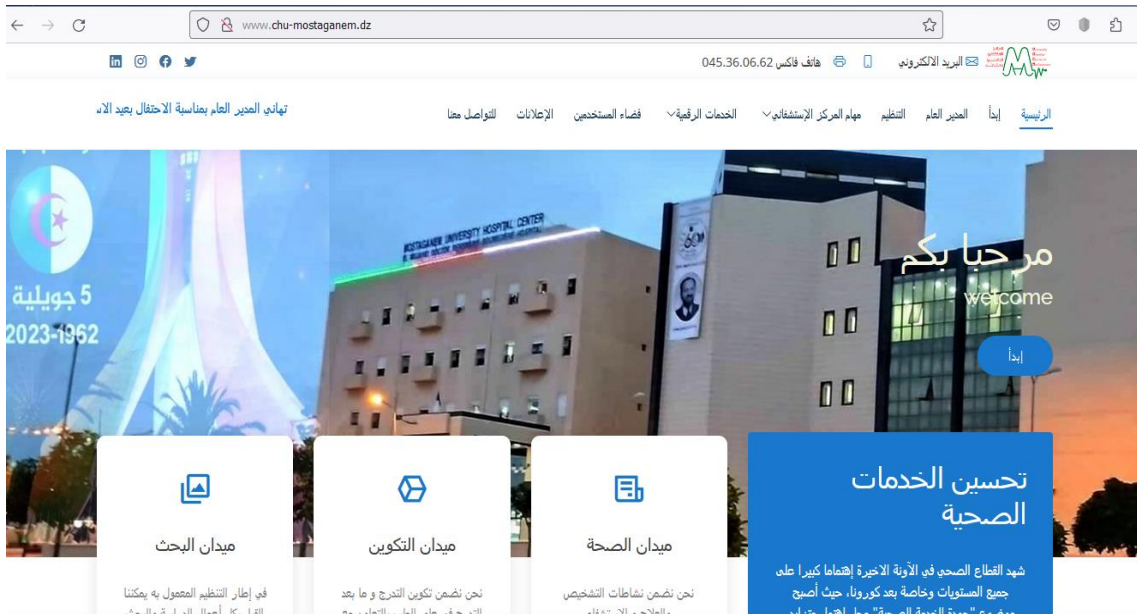 www.chu-mostaganem.dz
البريد الالكتروني
هاتف فاكس 045.36.06.62
الرئيسية
إبدأ
المدير العام
التنظيم
مهام المركز الإستشفائي
الخدمات الرقمية
فضاء المستخدمين
الإعلانات
للتواصل معنا
تهاني المدير العام بمناسبة الاحتفال بعيد الاس
MOSTAGANEM UNIVERSITY HOSPITAL CENTER
5 جويلية
2023-1962
60
مرحبا بكم
welcome
إبدأ
تحسين الخدمات
الصحية
شهد القطاع الصحي في الآونة الاخيرة إهتماما كبيرا على
جميع المستويات وخاصة بعد كورونا، حيث أصبح
ميدان الصحة
نحن نضمن نشاطات التشخيص
ميدان التكوين
نحن نضمن تكوين التدرج و ما بعد
ميدان البحث
في إطار التنظيم المعمول به يمكننا